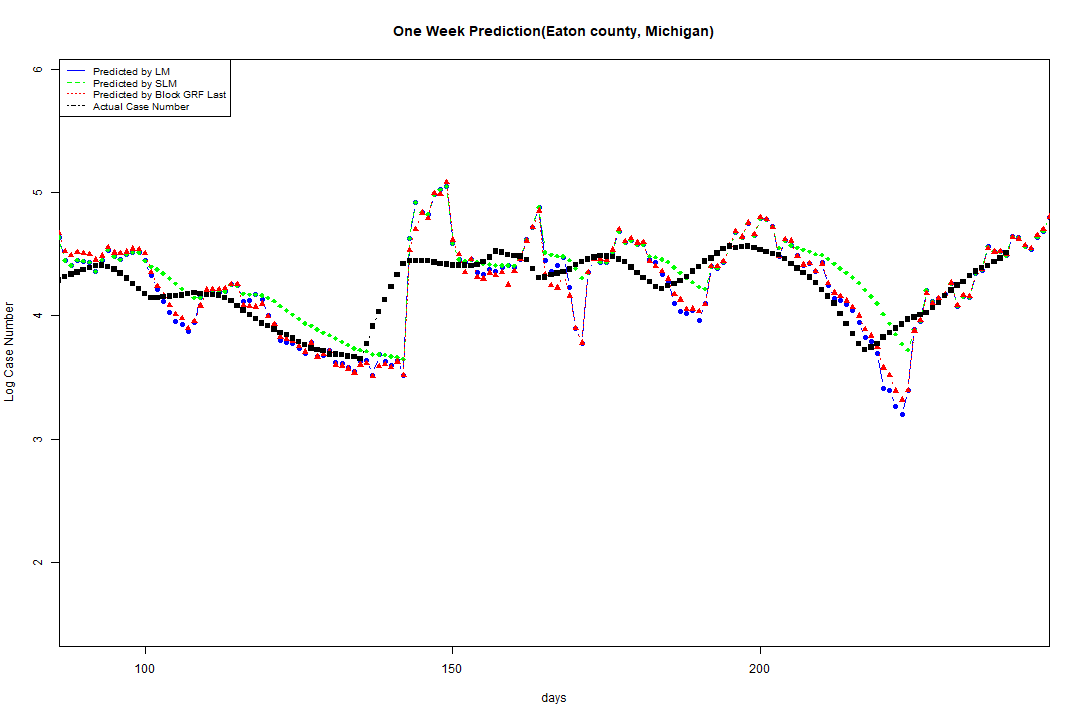 One Week Prediction(Eaton county, Michigan)
Predicted by LM
Predicted by SLM
Predicted by Block GRF Last
Actual Case Number
6
5
4
3
2
Log Case Number
100 150 200
days